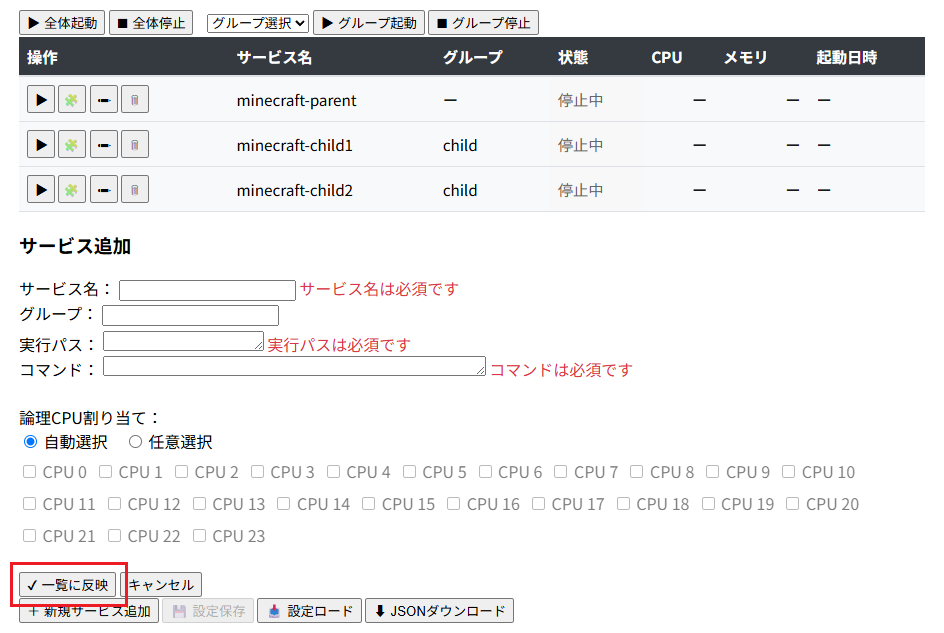 ▶ 全体起動 ■ 全体停止 グループ選択 ▶ グループ起動 ■ グループ停止
操作 サービス名 グループ 状態 CPU メモリ 起動日時
minecraft-parent — 停止中 — — —
minecraft-child1 child 停止中 — — —
minecraft-child2 child 停止中 — — —
サービス追加
サービス名： サービス名は必須です
グループ：
実行パス： 実行パスは必須です
コマンド： コマンドは必須です
論理CPU割り当て：
自動選択 任意選択
CPU 0 CPU 1 CPU 2 CPU 3 CPU 4 CPU 5 CPU 6 CPU 7 CPU 8 CPU 9 CPU 10
CPU 11 CPU 12 CPU 13 CPU 14 CPU 15 CPU 16 CPU 17 CPU 18 CPU 19 CPU 20
CPU 21 CPU 22 CPU 23
✓ 一覧に反映 キャンセル
＋ 新規サービス追加 設定保存 設定ロード ⬇ JSONダウンロード